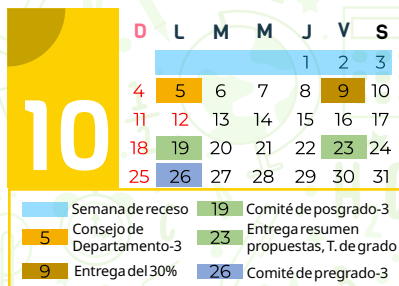 10
D L M M J V S
1 2 3
4 5 6 7 8 9 10
11 12 13 14 15 16 17
18 19 20 21 22 23 24
25 26 27 28 29 30 31
Semana de receso
5 Consejo de
Departamento-3
9 Entrega del 30%
19 Comité de posgrado-3
23 Entrega resumen
propuestas, T. de grado
26 Comité de pregrado-3